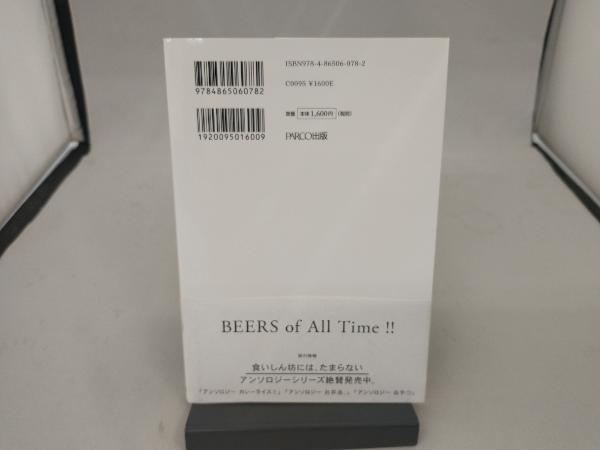 ISBN978-4-86506-078-2
C0095 ¥1600E
9784865060782
定価 本体1,600円 (税別)
1920095016009
PARCO出版
BEERS of All Time !!
既刊情報
食いしん坊には、たまらない
アンソロジーシリーズ絶賛発売中。
「アンソロジー カレーライス!!」「アンソロジー お弁当。」「アンソロジー おやつ」